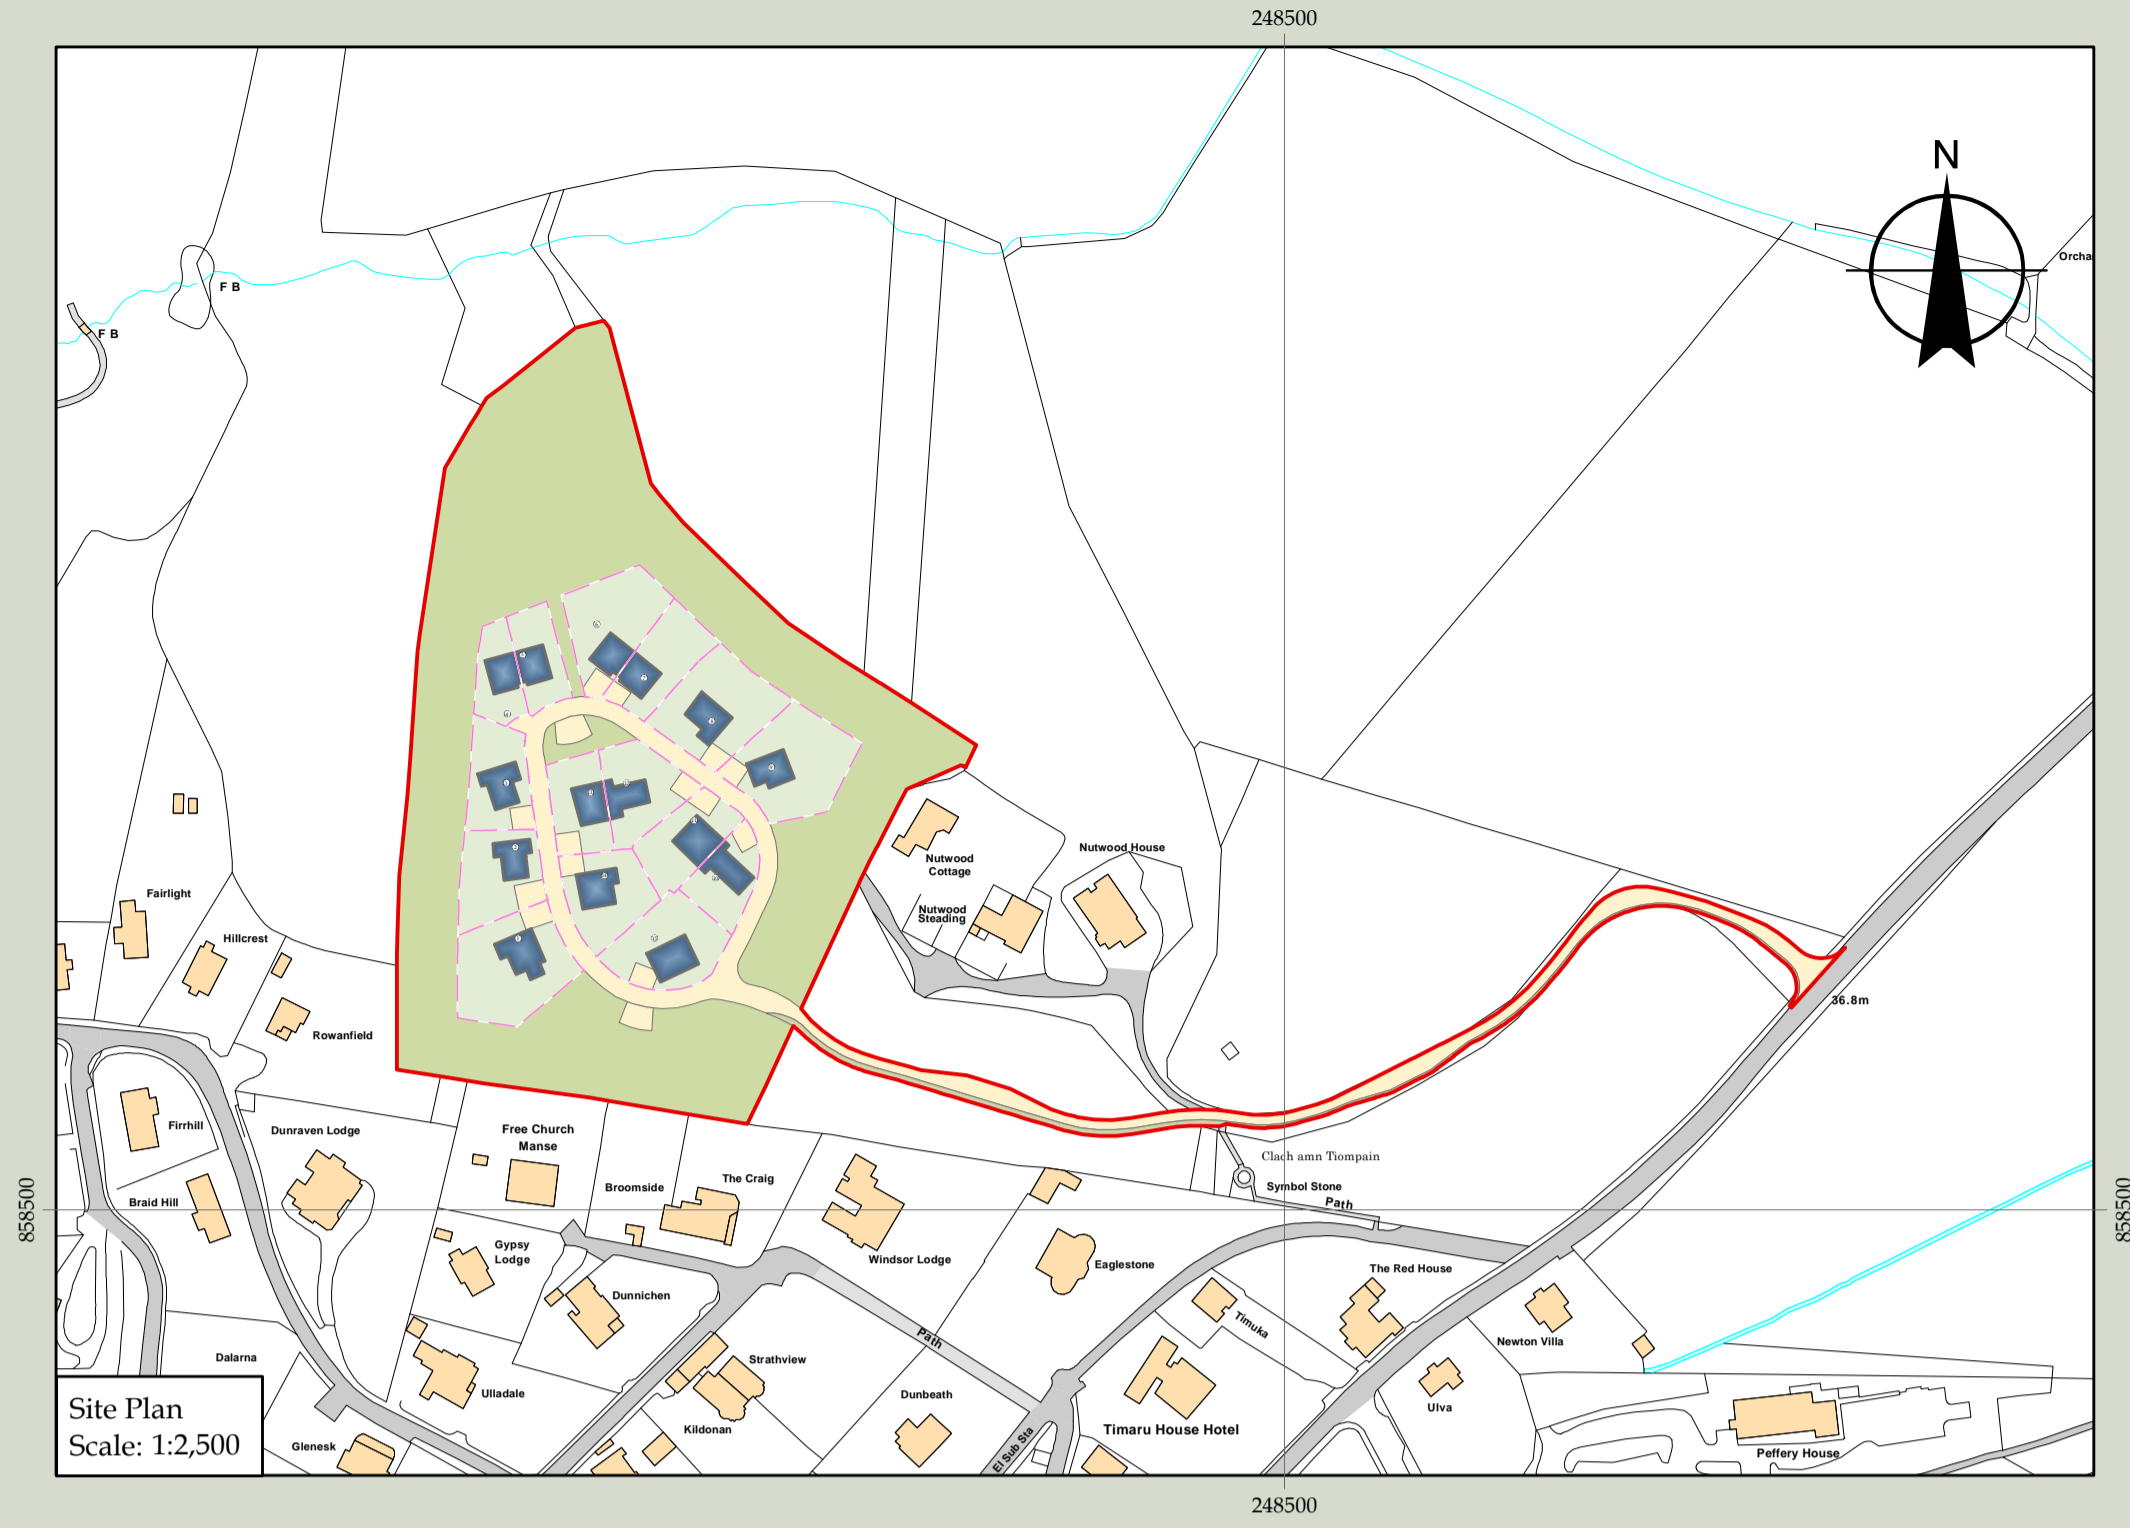 248500
N
Orcha
F B
F B
Nutwood House
Nutwood
Cottage
Fairlight
Nutwood
Steading
Hillcrest
36.8m
Rowanfield
Firrhill
Dunraven Lodge
Free Church
Manse
Clach amn Tiompain
The Craig
Broomside
Symbol Stone
Path
Braid Hill
858500
858500
Gypsy
Lodge
Windsor Lodge
Eaglestone
The Red House
Dunnichen
Timuka
Path
Newton Villa
Dalarna
Strathview
Ulladale
Dunbeath
Ulva
Site Plan
Scale: 1:2,500
Kildonan
Timaru House Hotel
Glenesk
El Sub Sta
Peffery House
248500